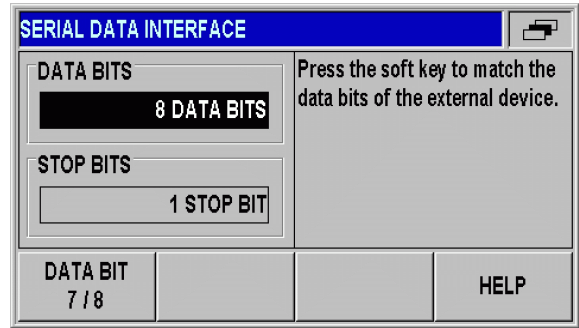 SERIAL DATA INTERFACE
DATA BITS
8 DATA BITS
STOP BITS
1 STOP BIT
Press the soft key to match the
data bits of the external device.
DATA BIT
7 / 8
HELP